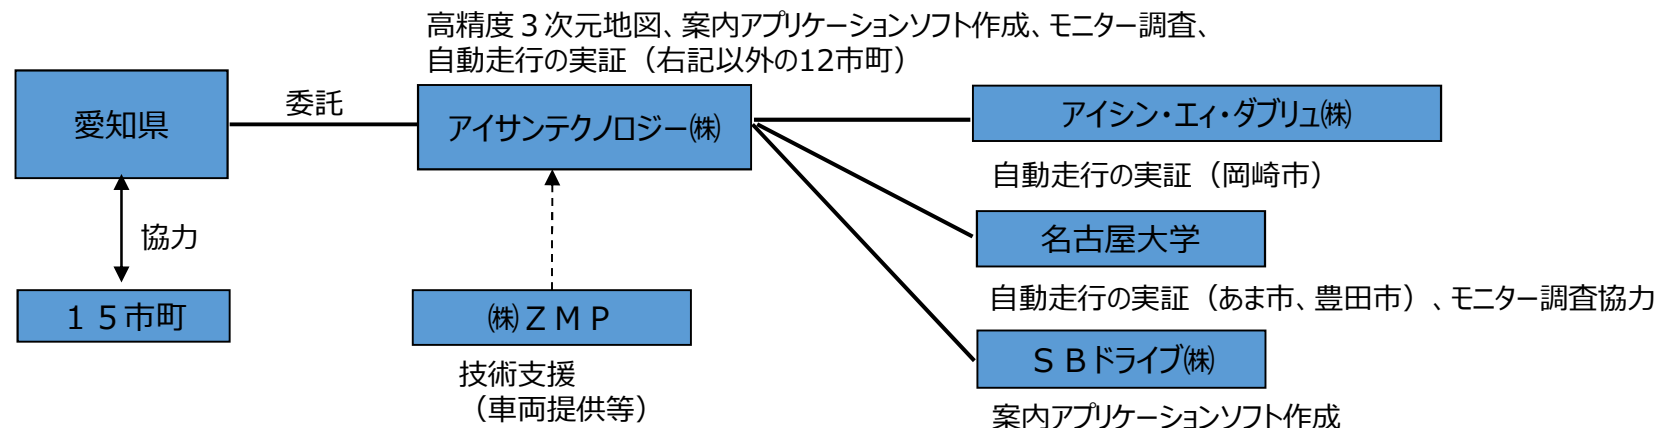 高精度３次元地図、案内アプリケーションソフト作成、モニター調査、
自動走行の実証（右記以外の12市町）
愛知県
委託
アイサンテクノロジー㈱
アイシン・エィ・ダブリュ㈱
自動走行の実証（岡崎市）
協力
名古屋大学
自動走行の実証（あま市、豊田市）、モニター調査協力
１５市町
㈱ＺＭＰ
ＳＢドライブ㈱
技術支援
（車両提供等）
案内アプリケーションソフト作成